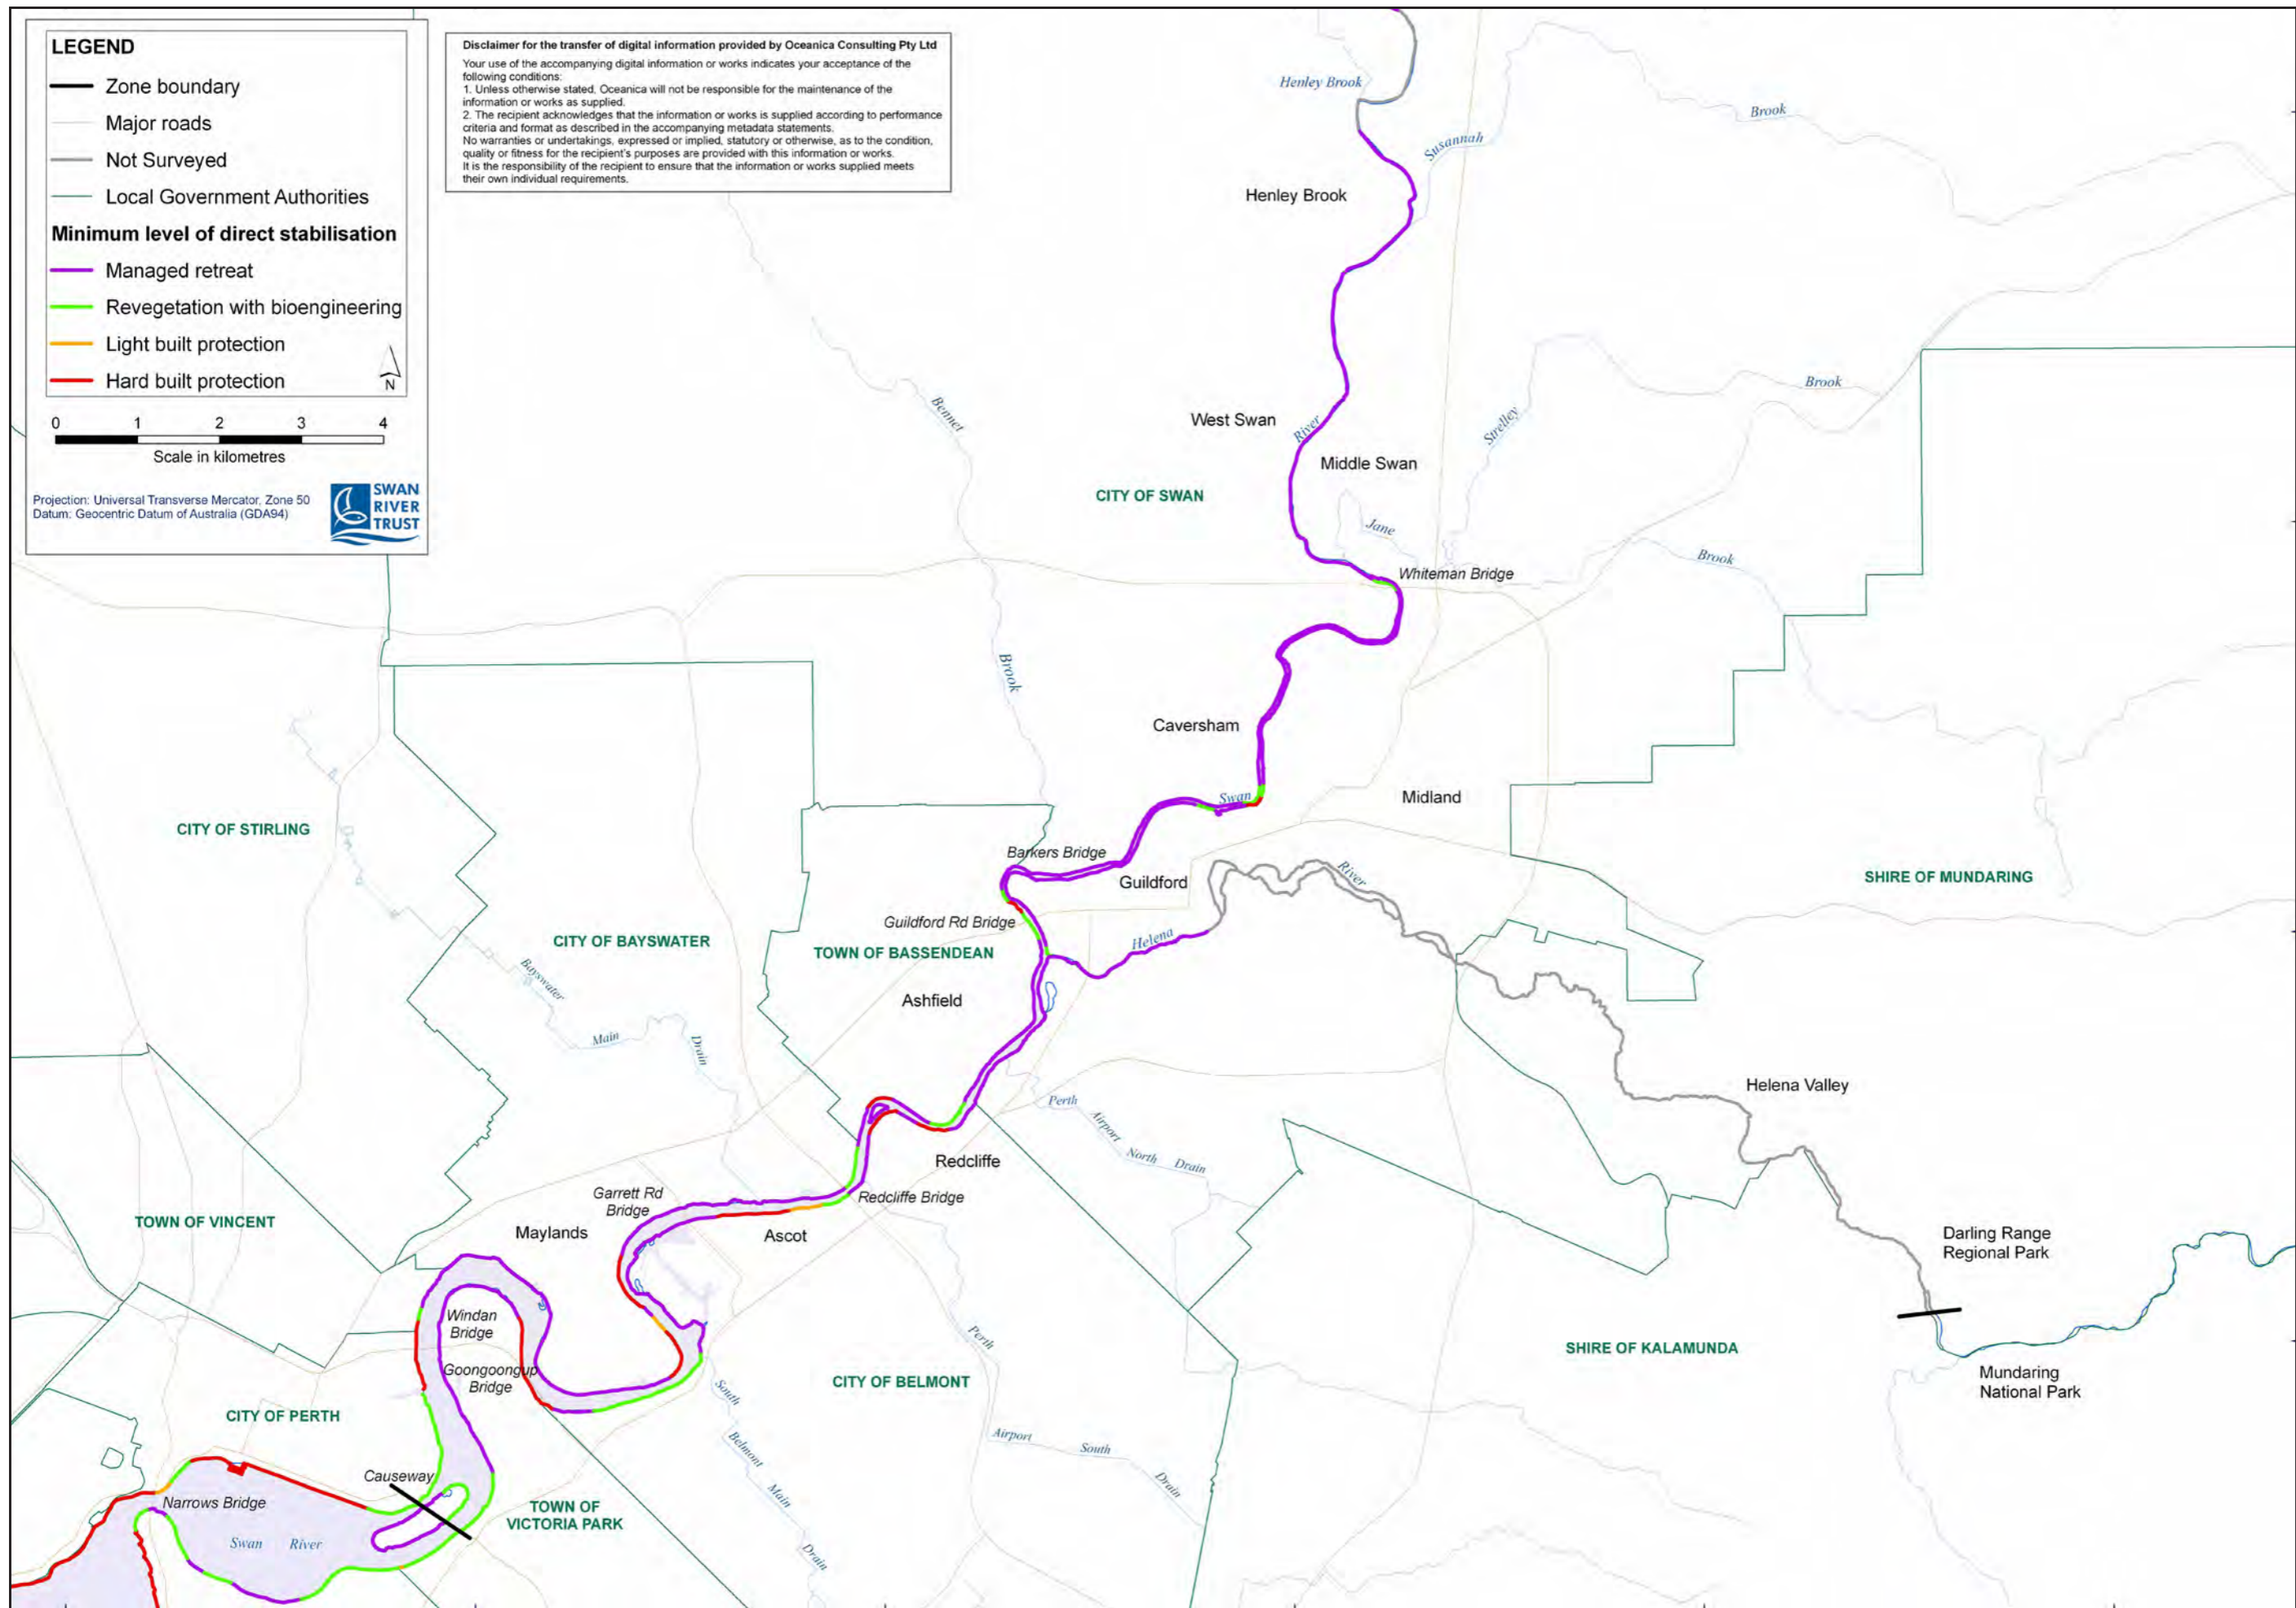 LEGEND
Zone boundary
Major roads
Not Surveyed
Local Government Authorities
Minimum level of direct stabilisation
Managed retreat
Revegetation with bioengineering
Light built protection
Hard built protection
N
0 1 2 3 4
Scale in kilometres
Projection: Universal Transverse Mercator, Zone 50
Datum: Geocentric Datum of Australia (GDA94)
SWAN
RIVER
TRUST
Disclaimer for the transfer of digital information provided by Oceanica Consulting Pty Ltd
Your use of the accompanying digital information or works indicates your acceptance of the
following conditions:
1. Unless otherwise stated, Oceanica will not be responsible for the maintenance of the
information or works as supplied.
2. The recipient acknowledges that the information or works is supplied according to performance
criteria and format as described in the accompanying metadata statements.
No warranties or undertakings, expressed or implied, statutory or otherwise, as to the condition,
quality or fitness for the recipient's purposes are provided with this information or works.
It is the responsibility of the recipient to ensure that the information or works supplied meets
their own individual requirements.
Henley Brook
Brook
Susannah
Henley Brook
Brook
Bennet
West Swan
River
Strelley
Middle Swan
CITY OF SWAN
Jane
Brook
Whiteman Bridge
Brook
Caversham
Swan
Midland
CITY OF STIRLING
Barkers Bridge
Guildford
River
SHIRE OF MUNDARING
Guildford Rd Bridge
CITY OF BAYSWATER
TOWN OF BASSENDEAN
Helena
Bayswater
Ashfield
Main
Drain
Helena Valley
Perth
Airport
North
Drain
Redcliffe
Garrett Rd
Bridge
Redcliffe Bridge
TOWN OF VINCENT
Maylands
Ascot
Darling Range
Regional Park
Windan
Bridge
Perth
SHIRE OF KALAMUNDA
Goongoongup
Bridge
South
CITY OF BELMONT
Mundaring
National Park
CITY OF PERTH
Belmont
Airport
South
Causeway
Main
Drain
Narrows Bridge
TOWN OF
VICTORIA PARK
Swan River
Drain